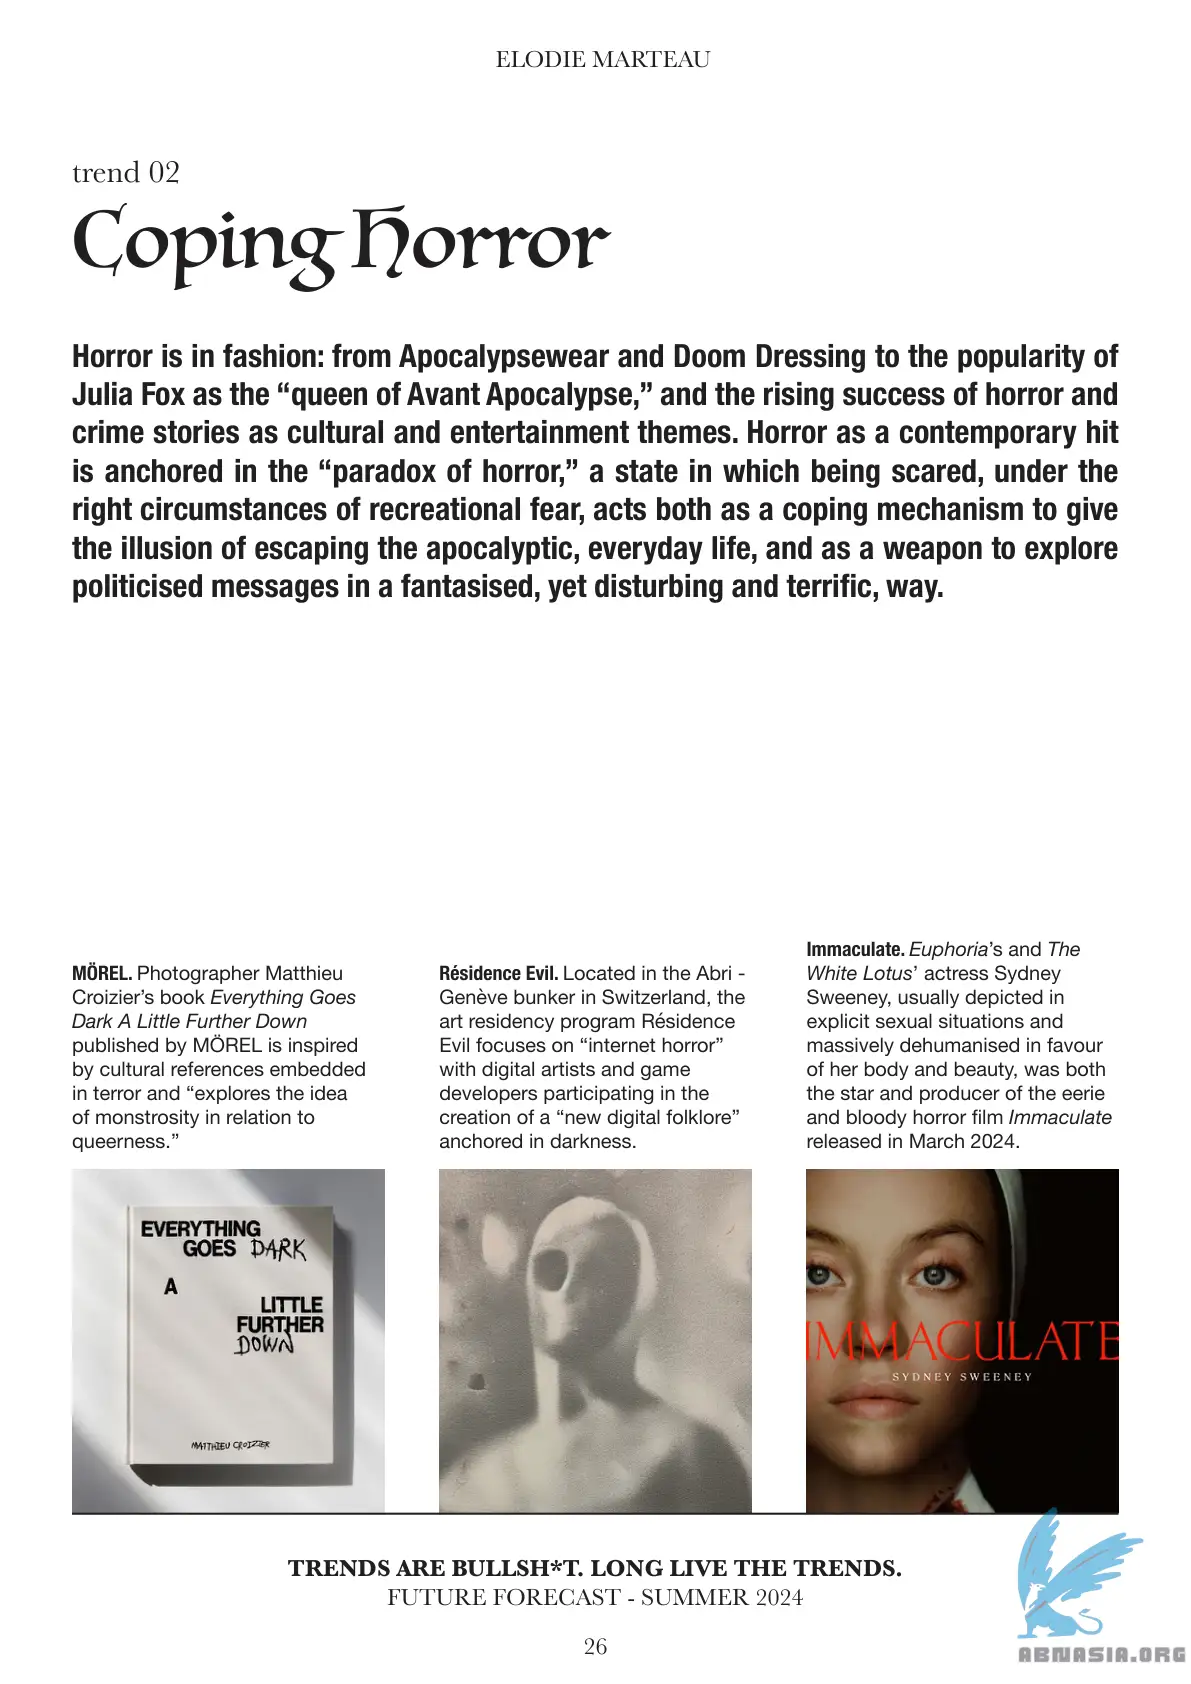 ELODIE MARTEAU
trend 02
Coping Horror
Horror is in fashion: from Apocalypsewear and Doom Dressing to the popularity of
Julia Fox as the “queen of Avant Apocalypse,” and the rising success of horror and
crime stories as cultural and entertainment themes. Horror as a contemporary hit
is anchored in the “paradox of horror,” a state in which being scared, under the
right circumstances of recreational fear, acts both as a coping mechanism to give
the illusion of escaping the apocalyptic, everyday life, and as a weapon to explore
politicised messages in a fantasised, yet disturbing and terrific, way.
MÖREL. Photographer Matthieu
Croizier’s book Everything Goes
Dark A Little Further Down
published by MÖREL is inspired
by cultural references embedded
in terror and “explores the idea
of monstrosity in relation to
queerness.”
EVERYTHING
GOES DARK
A
LITTLE
FURTHER
DOWN
MATTHIEU CROIZIER
Résidence Evil. Located in the Abri -
Genève bunker in Switzerland, the
art residency program Résidence
Evil focuses on “internet horror”
with digital artists and game
developers participating in the
creation of a “new digital folklore”
anchored in darkness.
Immaculate. Euphoria’s and The
White Lotus’ actress Sydney
Sweeney, usually depicted in
explicit sexual situations and
massively dehumanised in favour
of her body and beauty, was both
the star and producer of the eerie
and bloody horror film Immaculate
released in March 2024.
IMMACULATE
SYDNEY SWEENEY
TRENDS ARE BULLSH*T. LONG LIVE THE TRENDS.
FUTURE FORECAST - SUMMER 2024
26
ABNASIA.ORG